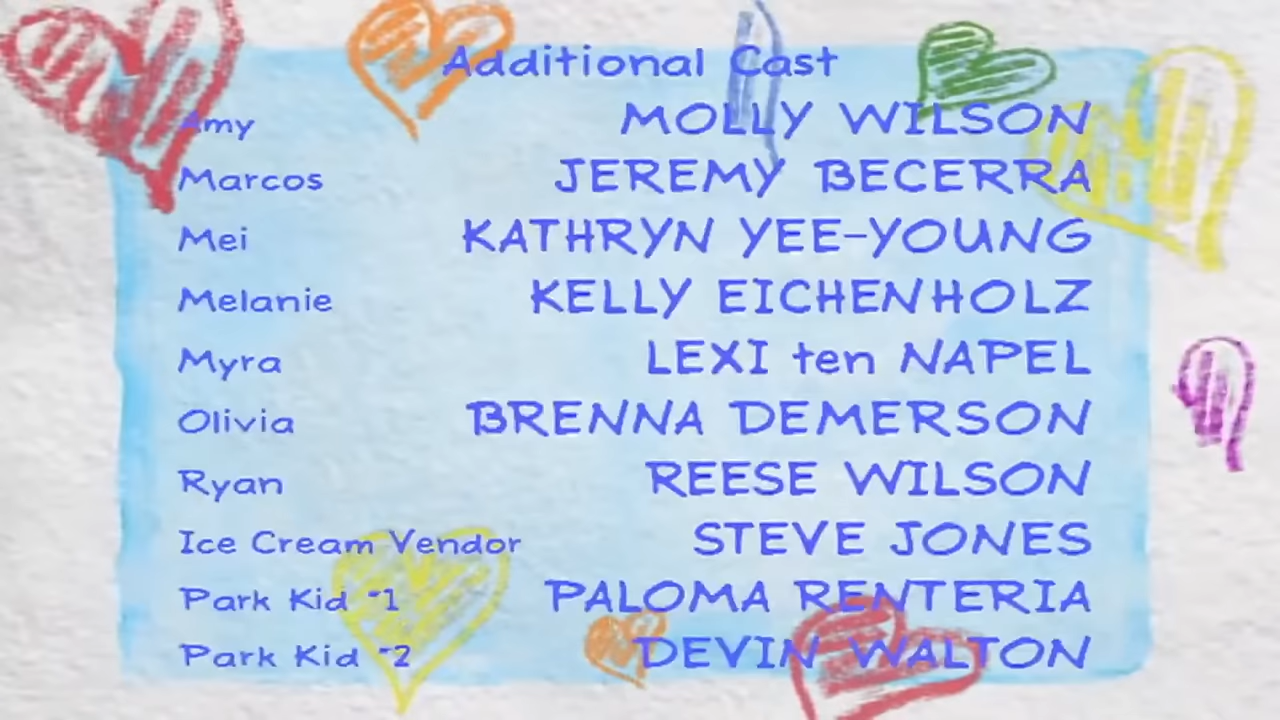 Additional Cast
Amy MOLLY WILSON
Marcos JEREMY BECERRA
Mei KATHRYN YEE-YOUNG
Melanie KELLY EICHENHOLZ
Myra LEXI ten NAPEL
Olivia BRENNA DEMERSON
Ryan REESE WILSON
Ice Cream Vendor STEVE JONES
Park Kid "1 PALOMA RENTERIA
Park Kid "2 DEVIN WALTON